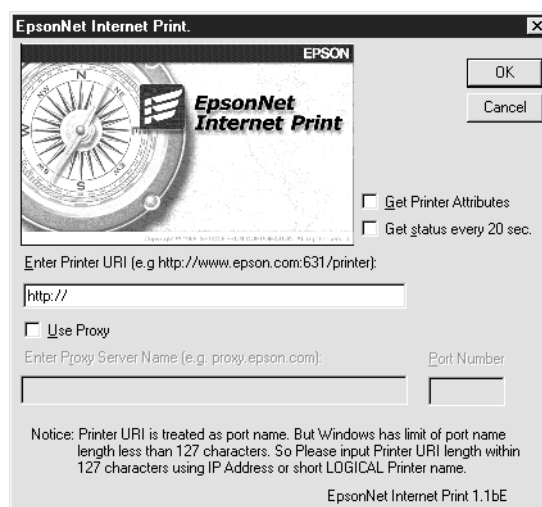 EpsonNet Internet Print.
EPSON
N
NW
NE
W
E
SW
S
EpsonNet
Internet Print
OK
Cancel
Get Printer Attributes
Get status every 20 sec.
Enter Printer URI (e.g http://www.epson.com:631/printer):
http://
Use Proxy
Enter Proxy Server Name (e.g. proxy.epson.com):
Port Number
Notice: Printer URI is treated as port name. But Windows has limit of port name
length less than 127 characters. So Please input Printer URI length within
127 characters using IP Address or short LOGICAL Printer name.
EpsonNet Internet Print 1.1bE